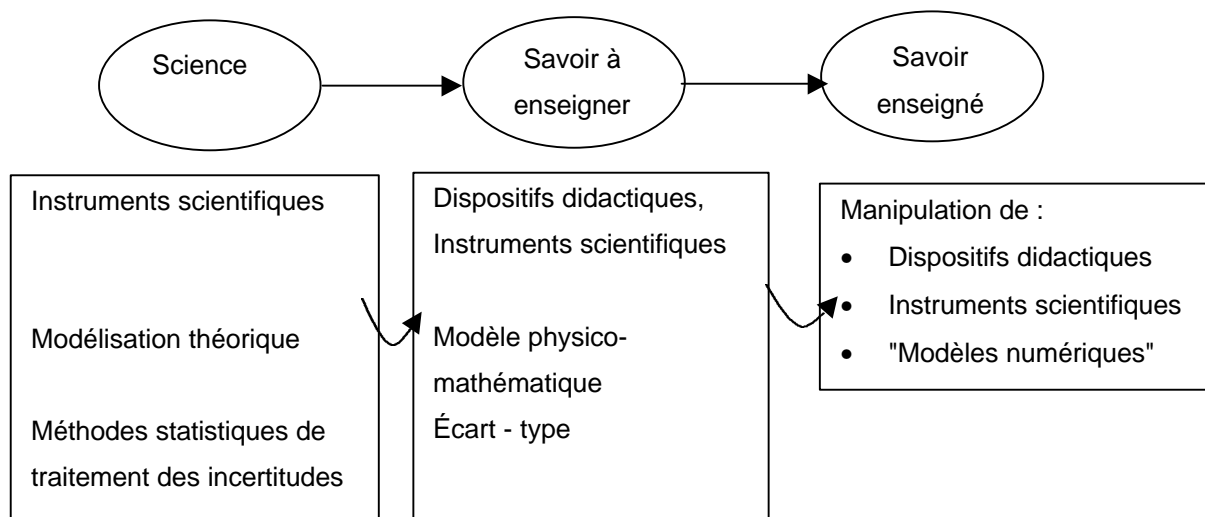 Science
Savoir à
enseigner
Savoir
enseigné
Instruments scientifiques
Modélisation théorique
Méthodes statistiques de
traitement des incertitudes
Dispositifs didactiques,
Instruments scientifiques
Modèle physico-
mathématique
Écart - type
Manipulation de :
• Dispositifs didactiques
• Instruments scientifiques
• "Modèles numériques"